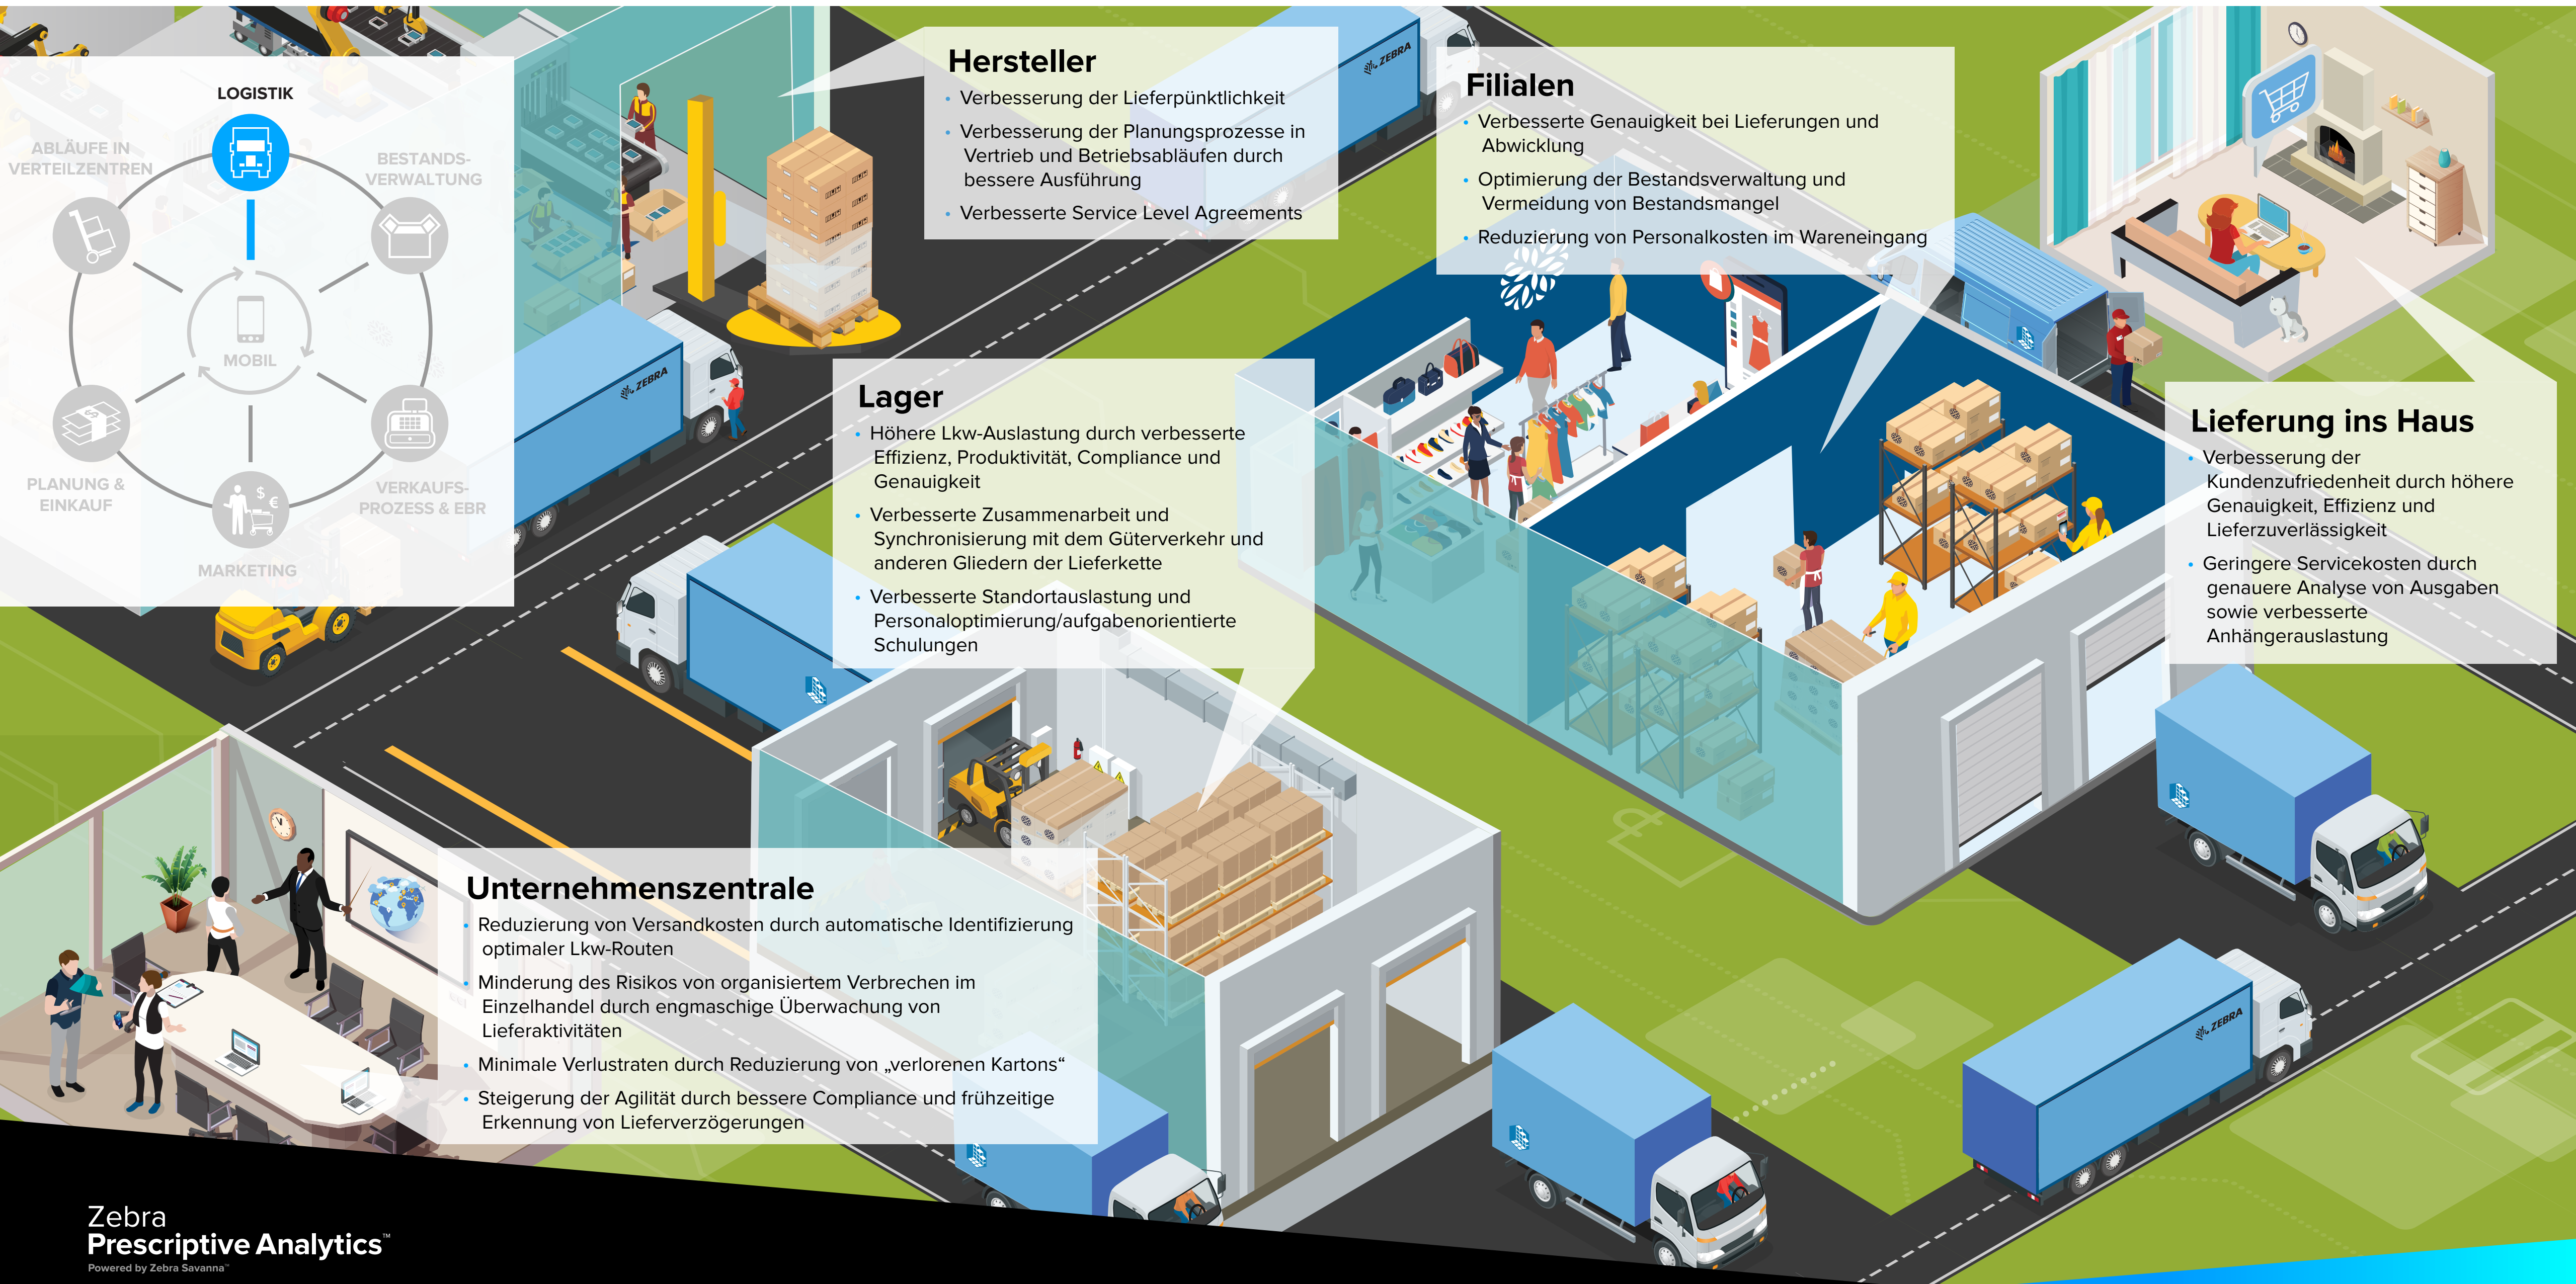 LOGISTIK
ABLÄUFE IN
VERTEILZENTREN
BESTANDS-
VERWALTUNG
MOBIL
PLANUNG &
EINKAUF
VERKAUFS-
PROZESS & EBR
MARKETING
Hersteller
• Verbesserung der Lieferpünktlichkeit
• Verbesserung der Planungsprozesse in
Vertrieb und Betriebsabläufen durch
bessere Ausführung
• Verbesserte Service Level Agreements
ZEBRA
Filialen
• Verbesserte Genauigkeit bei Lieferungen und
Abwicklung
• Optimierung der Bestandsverwaltung und
Vermeidung von Bestandsmangel
• Reduzierung von Personalkosten im Wareneingang
ZEBRA
Lager
• Höhere Lkw-Auslastung durch verbesserte
Effizienz, Produktivität, Compliance und
Genauigkeit
• Verbesserte Zusammenarbeit und
Synchronisierung mit dem Güterverkehr und
anderen Gliedern der Lieferkette
• Verbesserte Standortauslastung und
Personaloptimierung/aufgabenorientierte
Schulungen
Lieferung ins Haus
• Verbesserung der
Kundenzufriedenheit durch höhere
Genauigkeit, Effizienz und
Lieferzuverlässigkeit
• Geringere Servicekosten durch
genauere Analyse von Ausgaben
sowie verbesserte
Anhängerauslastung
Unternehmenszentrale
• Reduzierung von Versandkosten durch automatische Identifizierung
optimaler Lkw-Routen
• Minderung des Risikos von organisiertem Verbrechen im
Einzelhandel durch engmaschige Überwachung von
Lieferaktivitäten
• Minimale Verlustraten durch Reduzierung von „verlorenen Kartons“
• Steigerung der Agilität durch bessere Compliance und frühzeitige
Erkennung von Lieferverzögerungen
ZEBRA
Zebra
Prescriptive Analytics™
Powered by Zebra Savanna™